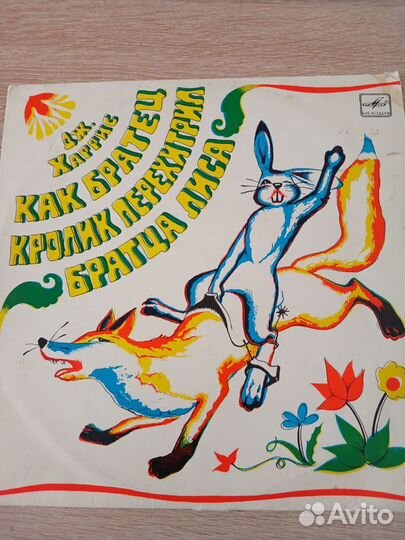 Дж.
ХАРРИС
КАК БРАТЕЦ
КРОЛИК ПЕРЕХИТРИЛ
БРАТЦА ЛИСА
МЕЛОДИЯ
Avito